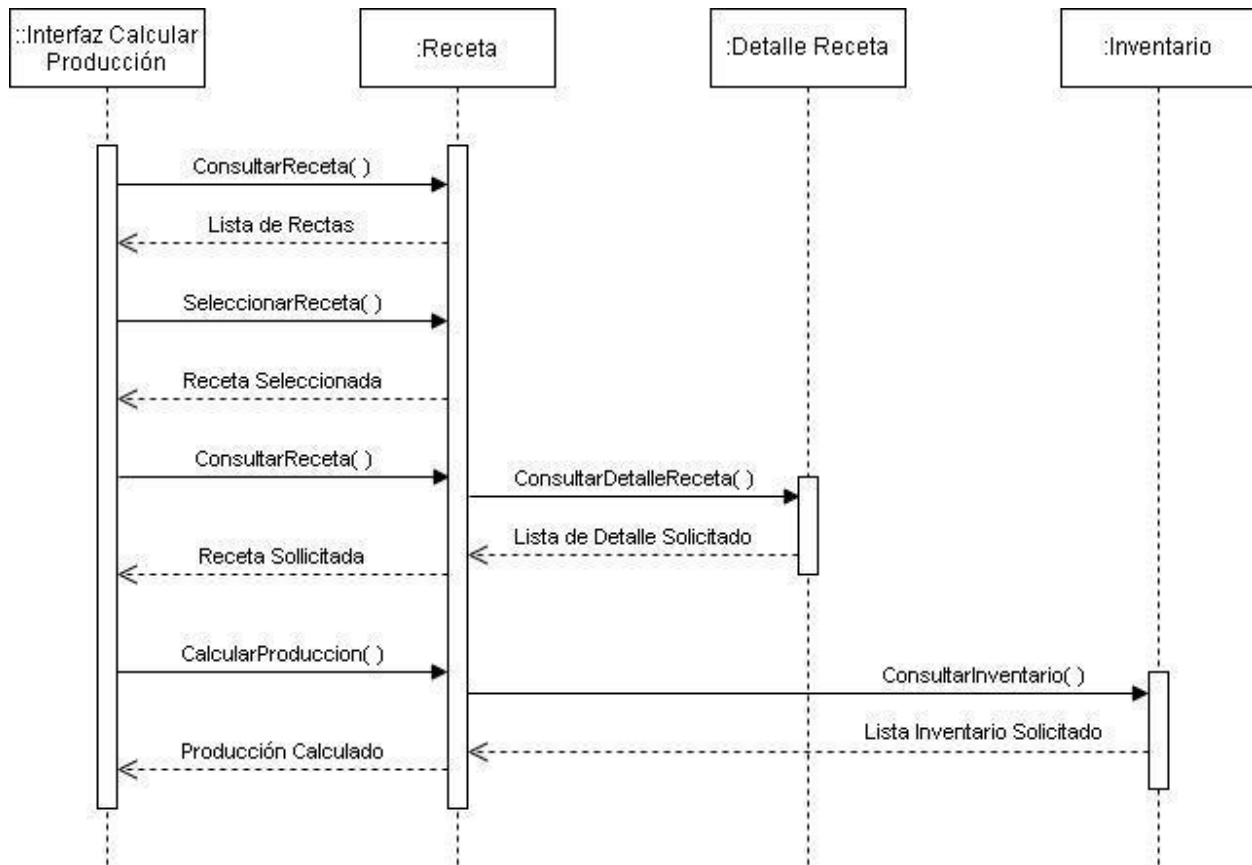 ::Interfaz Calcular
Producción
:Receta
:Detalle Receta
:Inventario
ConsultarReceta( )
Lista de Rectas
SeleccionarReceta( )
Receta Seleccionada
ConsultarReceta( )
ConsultarDetalleReceta( )
Lista de Detalle Solicitado
Receta Sollicitada
CalcularProduccion( )
ConsultarInventario( )
Lista Inventario Solicitado
Producción Calculado